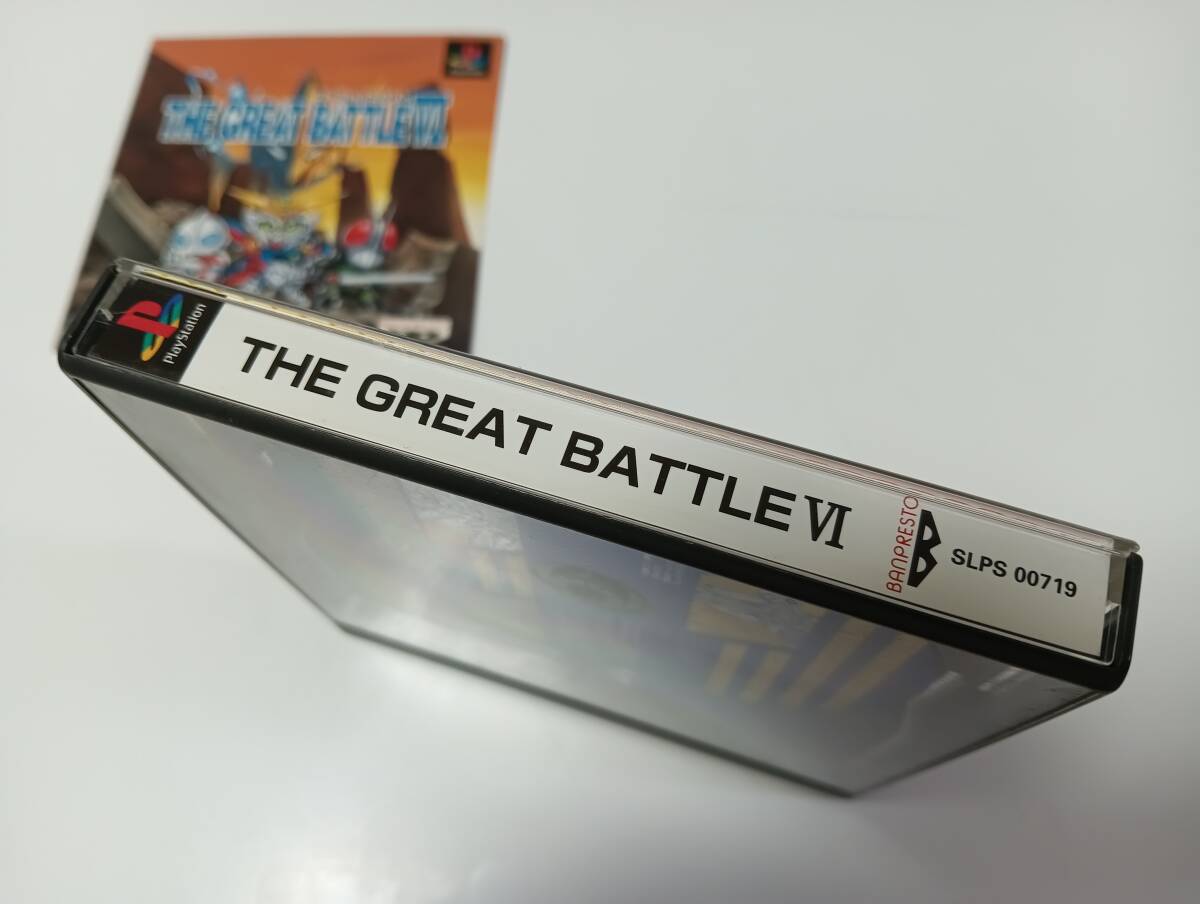 THE GREAT BATTLE VI
PlayStation
THE GREAT BATTLE VI
BANPRESTO
SLPS 00719